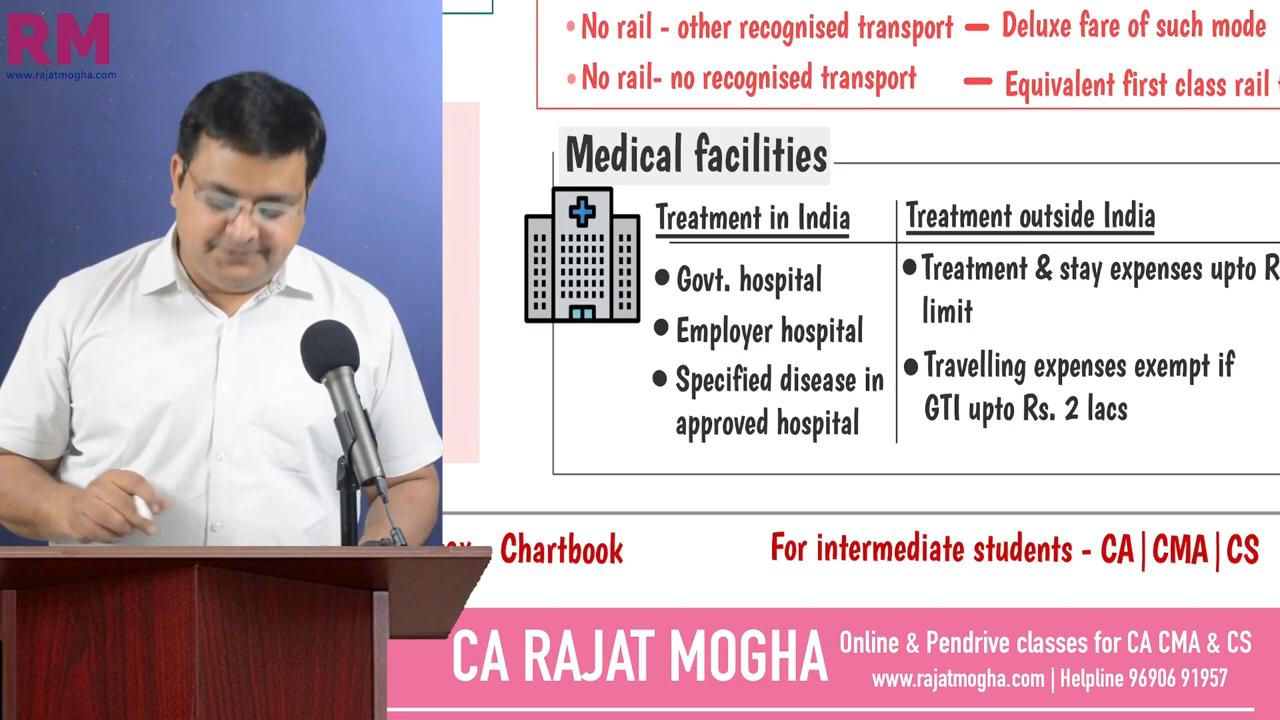 RM
www.rajatmogha.com
• No rail - other recognised transport — Deluxe fare of such mode
• No rail- no recognised transport — Equivalent first class rail
Medical facilities
Treatment in India
• Govt. hospital
• Employer hospital
• Specified disease in
approved hospital
Treatment outside India
• Treatment & stay expenses upto R
limit
• Travelling expenses exempt if
GTI upto Rs. 2 lacs
- Chartbook
For intermediate students - CA|CMA|CS
CA RAJAT MOGHA
Online & Pendrive classes for CA CMA & CS
www.rajatmogha.com | Helpline 96906 91957